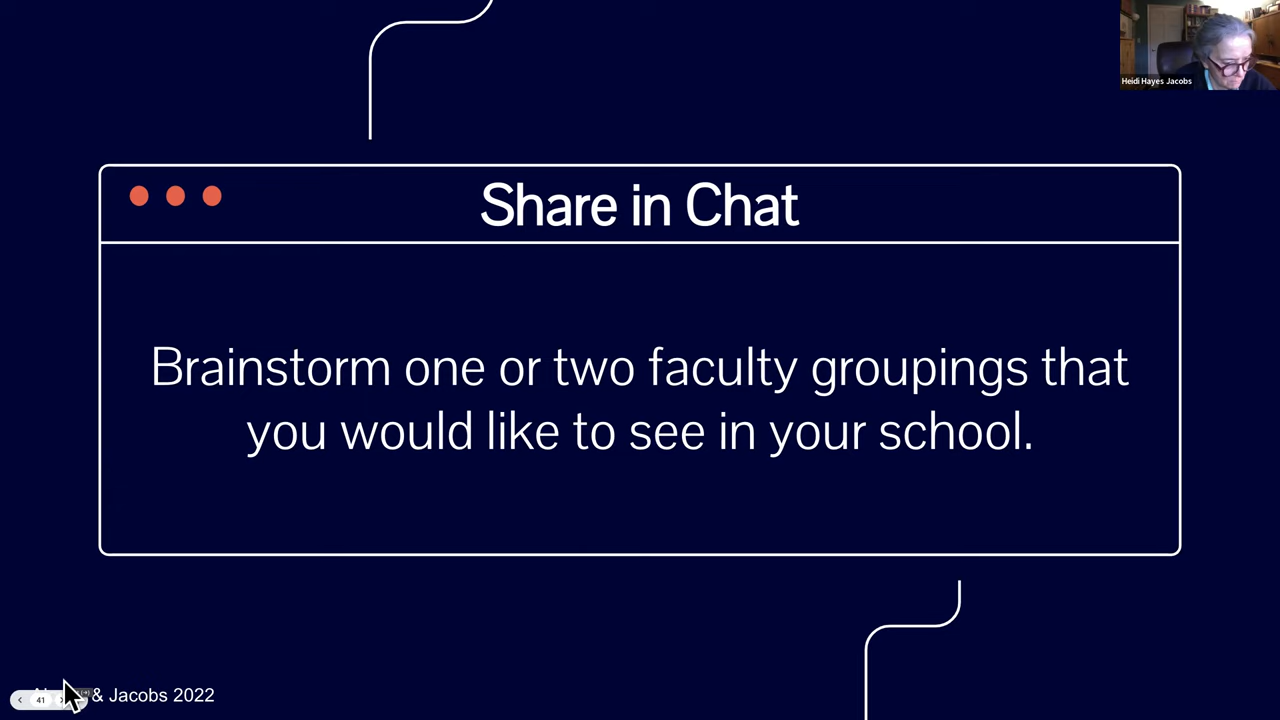 Heidi Hayes Jacobs
Share in Chat
Brainstorm one or two faculty groupings that
you would like to see in your school.
& Jacobs 2022
41